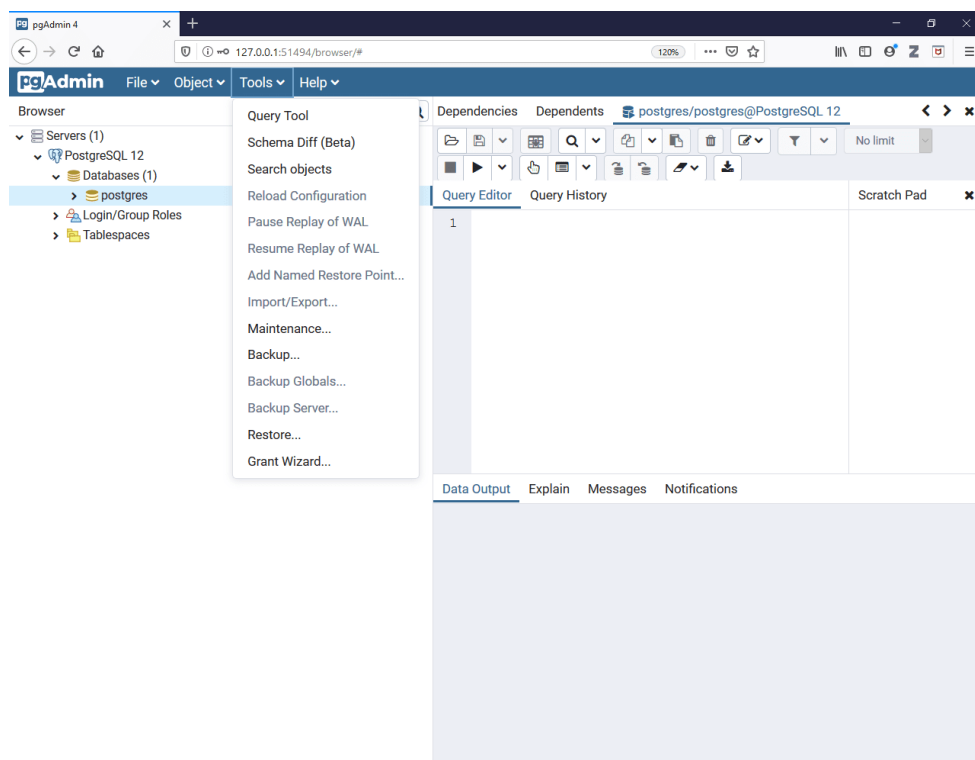 pgAdmin 4
127.0.0.1:51494/browser/#
120%
pgAdmin File Object Tools Help
Browser
Servers (1)
PostgreSQL 12
Databases (1)
postgres
Login/Group Roles
Tablespaces
Query Tool
Schema Diff (Beta)
Search objects
Reload Configuration
Pause Replay of WAL
Resume Replay of WAL
Add Named Restore Point...
Import/Export...
Maintenance...
Backup...
Backup Globals...
Backup Server...
Restore...
Grant Wizard...
Dependencies Dependents postgres/postgres@PostgreSQL 12
No limit
Query Editor Query History Scratch Pad
1
Data Output Explain Messages Notifications